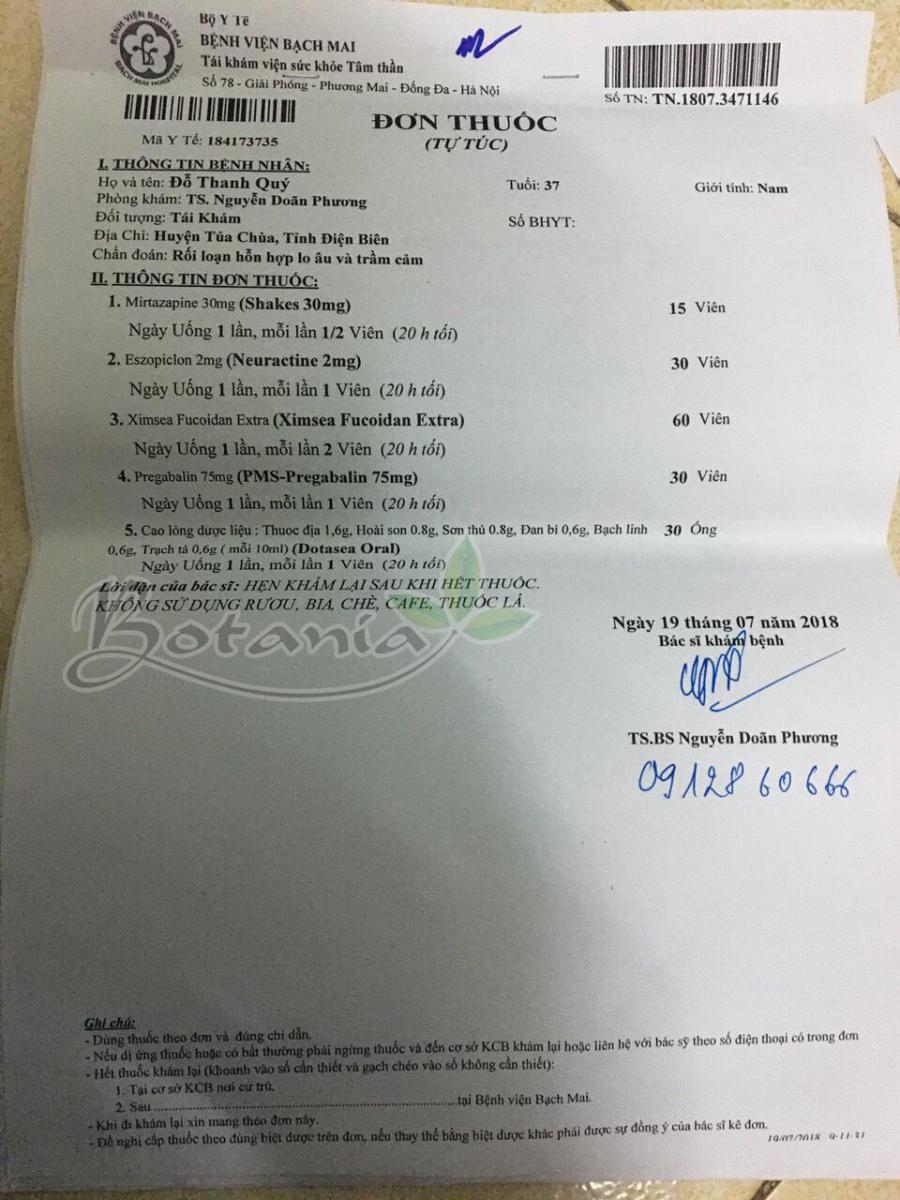 BỆNH VIỆN BẠCH MAI
BACH MAI HOSPITAL
Bộ Y Tế
BỆNH VIỆN BẠCH MAI
Tái khám viện sức khỏe Tâm thần
Số 78 - Giải Phóng - Phương Mai - Đống Đa - Hà Nội
Số TN: TN.1807.3471146
Mã Y Tế: 184173735
ĐƠN THUỐC
(TỰ TÚC)
I. THÔNG TIN BỆNH NHÂN:
Họ và tên: Đỗ Thanh Quý Tuổi: 37 Giới tính: Nam
Phòng khám: TS. Nguyễn Doãn Phương
Đối tượng: Tái Khám Số BHYT:
Địa Chỉ: Huyện Tủa Chùa, Tỉnh Điện Biên
Chẩn đoán: Rối loạn hỗn hợp lo âu và trầm cảm
II. THÔNG TIN ĐƠN THUỐC:
1. Mirtazapine 30mg (Shakes 30mg) 15 Viên
Ngày Uống 1 lần, mỗi lần 1/2 Viên (20 h tối)
2. Eszopiclon 2mg (Neuractine 2mg) 30 Viên
Ngày Uống 1 lần, mỗi lần 1 Viên (20 h tối)
3. Ximsea Fucoidan Extra (Ximsea Fucoidan Extra) 60 Viên
Ngày Uống 1 lần, mỗi lần 2 Viên (20 h tối)
4. Pregabalin 75mg (PMS-Pregabalin 75mg) 30 Viên
Ngày Uống 1 lần, mỗi lần 1 Viên (20 h tối)
5. Cao lỏng dược liệu : Thuoc địa 1,6g, Hoài son 0.8g, Sơn thủ 0.8g, Đan bì 0,6g, Bạch linh 30 Ống
0,6g, Trạch tả 0,6g ( mỗi 10ml) (Dotasea Oral)
Ngày Uống 1 lần, mỗi lần 1 Viên (20 h tối)
Lời dặn của bác sĩ: HẸN KHÁM LẠI SAU KHI HẾT THUỐC.
KHÔNG SỬ DỤNG RƯỢU, BIA, CHÈ, CAFE, THUỐC LÁ.
Botania
Ngày 19 tháng 07 năm 2018
Bác sĩ khám bệnh
TS.BS Nguyễn Doãn Phương
0912860666
Ghi chú:
- Dùng thuốc theo đơn và đúng chỉ dẫn.
- Nếu dị ứng thuốc hoặc có bất thường phải ngừng thuốc và đến cơ sở KCB khám lại hoặc liên hệ với bác sỹ theo số điện thoại có trong đơn
- Hết thuốc khám lại (khoanh vào số cần thiết và gạch chéo vào số không cần thiết):
1. Tại cơ sở KCB nơi cư trú.
2. Sau ........................................................tại Bệnh viện Bạch Mai.
- Khi đi khám lại xin mang theo đơn này.
- Đề nghị cấp thuốc theo đúng biệt dược trên đơn, nếu thay thế bằng biệt dược khác phải được sự đồng ý của bác sĩ kê đơn.
19/07/2018 9:11:31